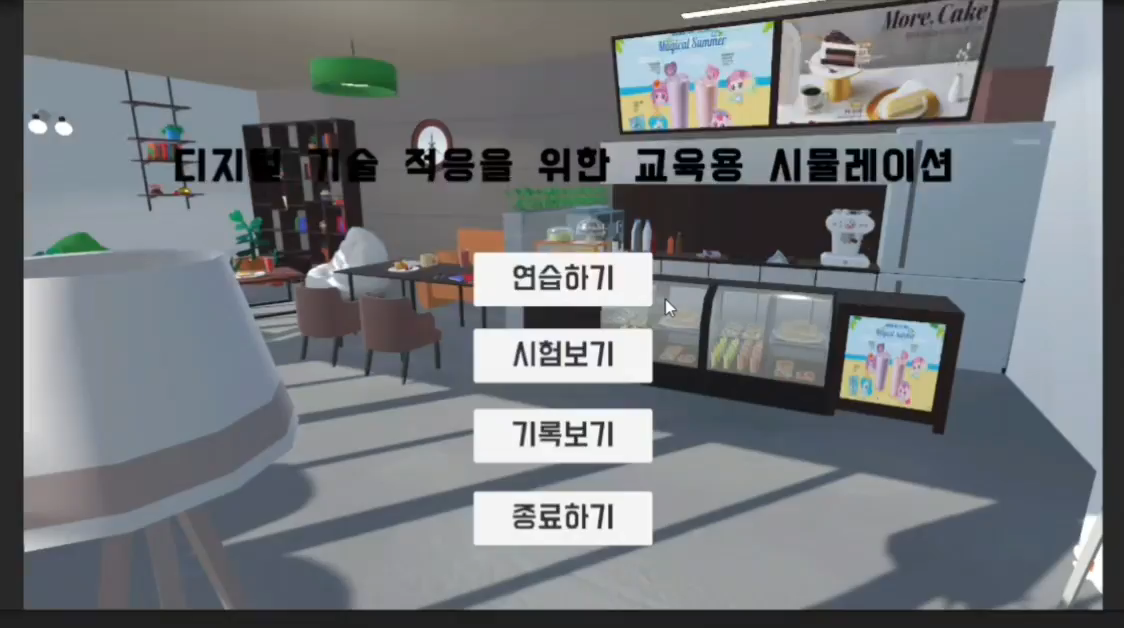 More, Cake
Magical Summer
디지털 기술 적응을 위한 교육용 시뮬레이션
연습하기
시험보기
기록보기
종료하기